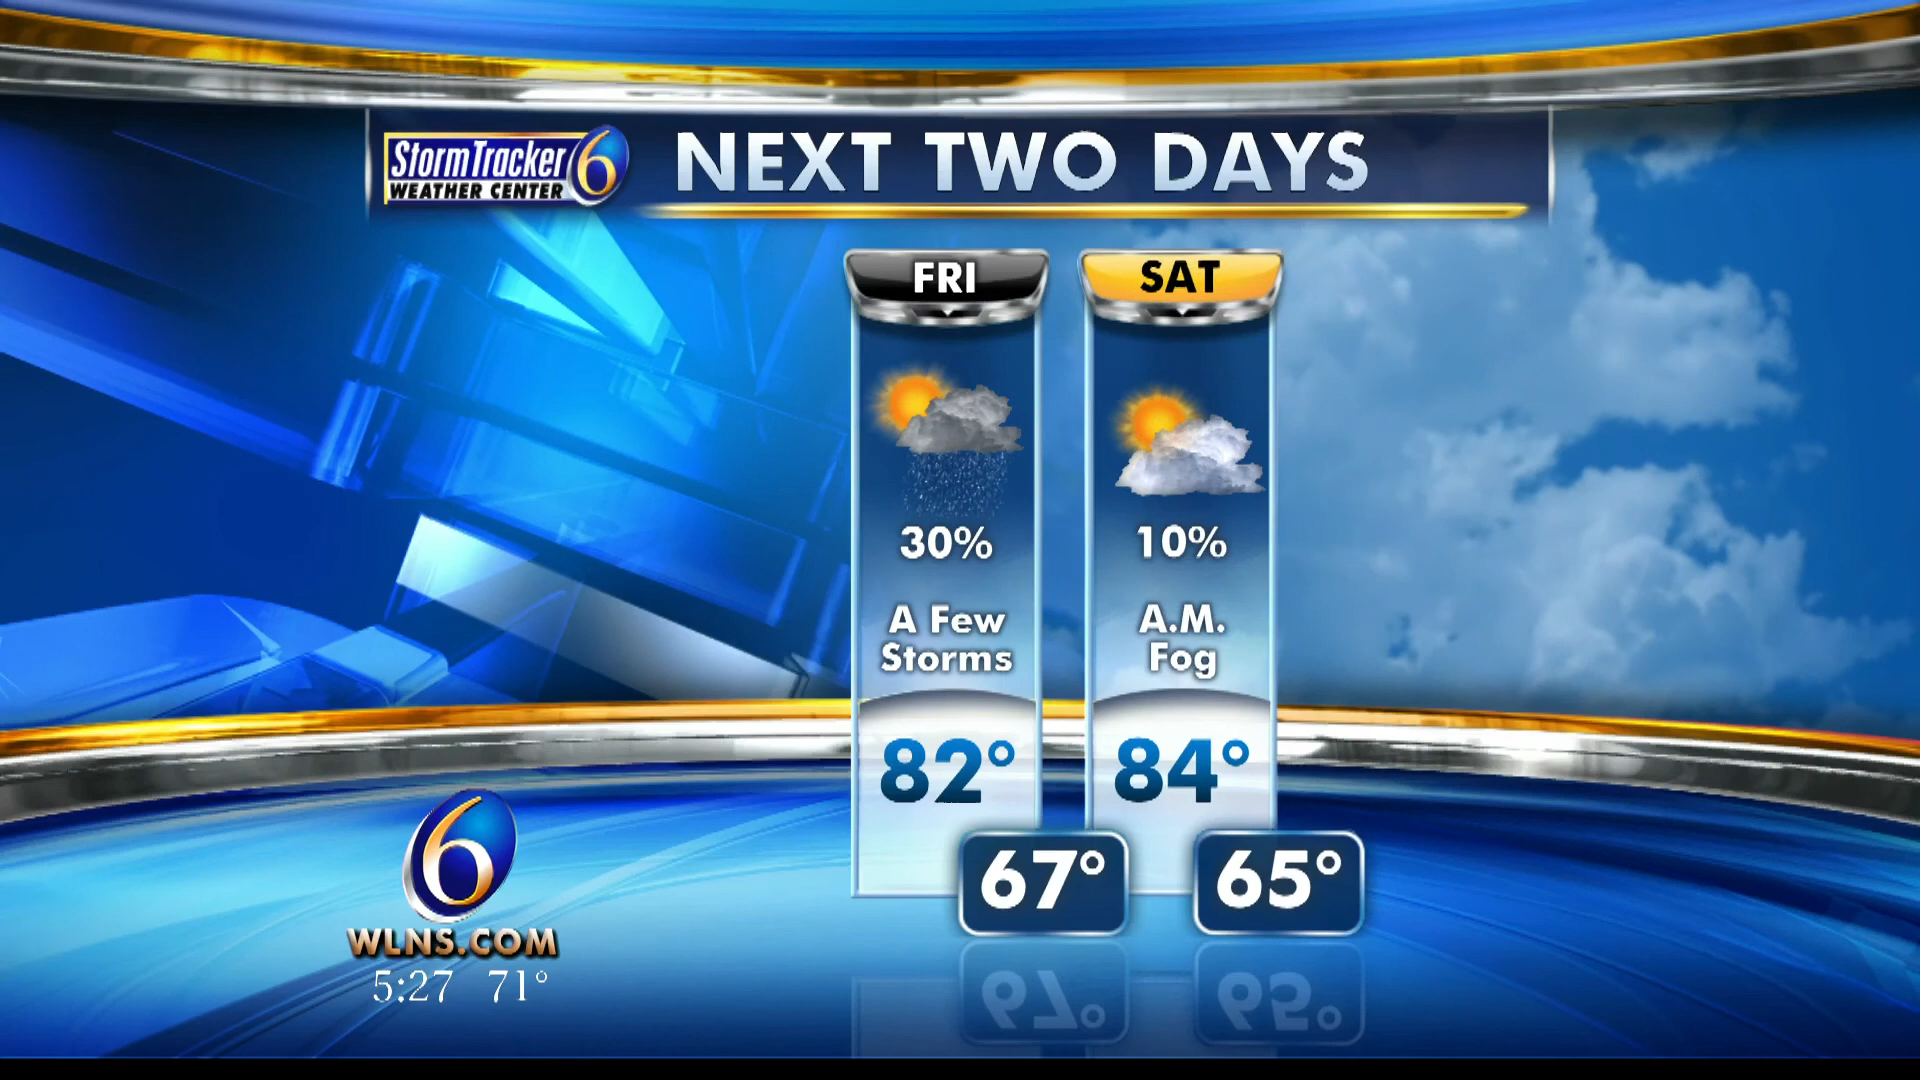 StormTracker 6
WEATHER CENTER
NEXT TWO DAYS
FRI
30%
A Few
Storms
82°
67°
SAT
10%
A.M.
Fog
84°
65°
6
WLNS.COM
5:27 71°